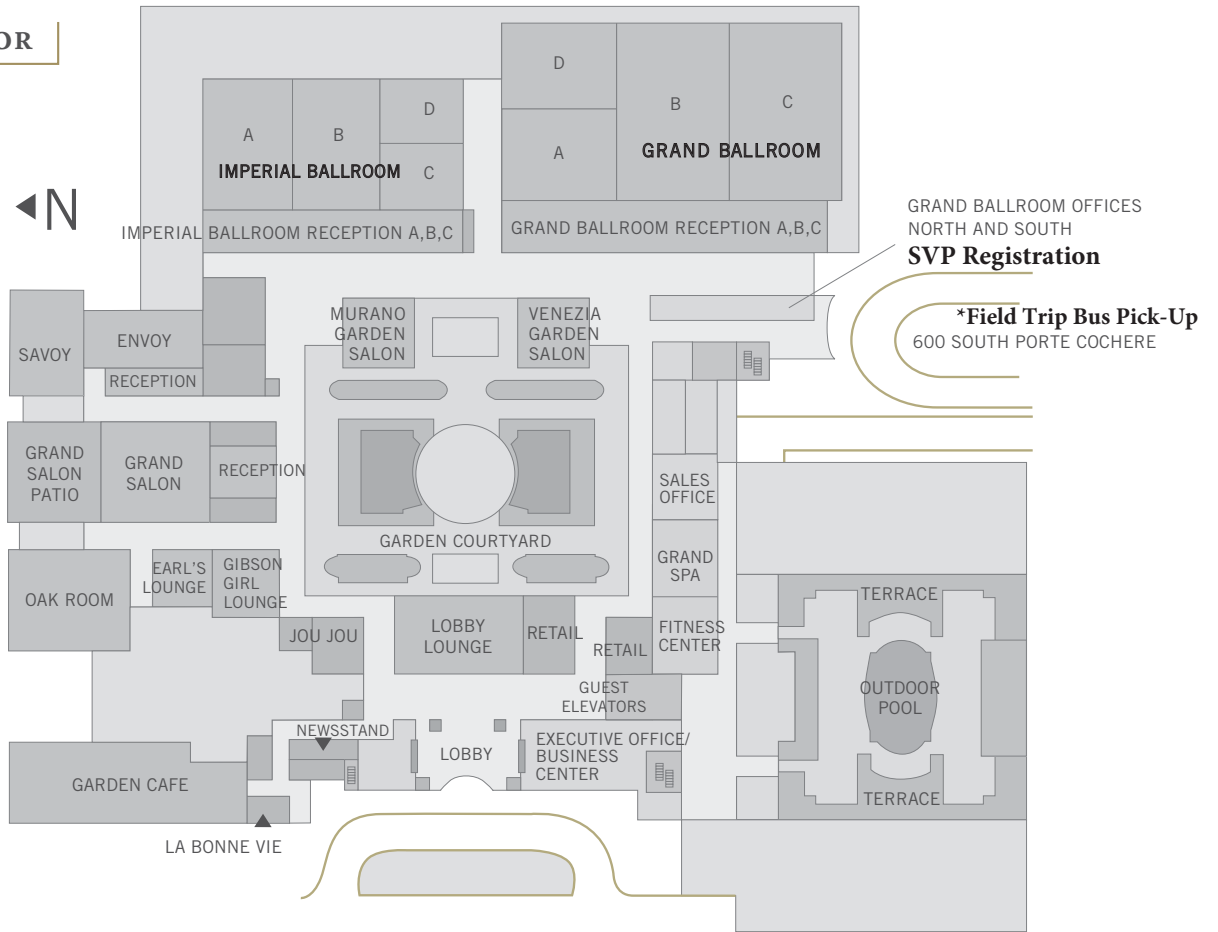 OR
D
B
C
A
GRAND BALLROOM
D
A
B
C
IMPERIAL BALLROOM
N
IMPERIAL BALLROOM RECEPTION A,B,C
GRAND BALLROOM RECEPTION A,B,C
GRAND BALLROOM OFFICES
NORTH AND SOUTH
SVP Registration
*Field Trip Bus Pick-Up
600 SOUTH PORTE COCHERE
MURANO
GARDEN
SALON
VENEZIA
GARDEN
SALON
SAVOY
ENVOY
RECEPTION
GRAND
SALON
PATIO
GRAND
SALON
RECEPTION
SALES
OFFICE
GARDEN COURTYARD
GRAND
SPA
OAK ROOM
EARL'S
LOUNGE
GIBSON
GIRL
LOUNGE
JOU JOU
LOBBY
LOUNGE
RETAIL
RETAIL
FITNESS
CENTER
TERRACE
OUTDOOR
POOL
TERRACE
GUEST
ELEVATORS
NEWSSTAND
LOBBY
EXECUTIVE OFFICE/
BUSINESS
CENTER
GARDEN CAFE
LA BONNE VIE